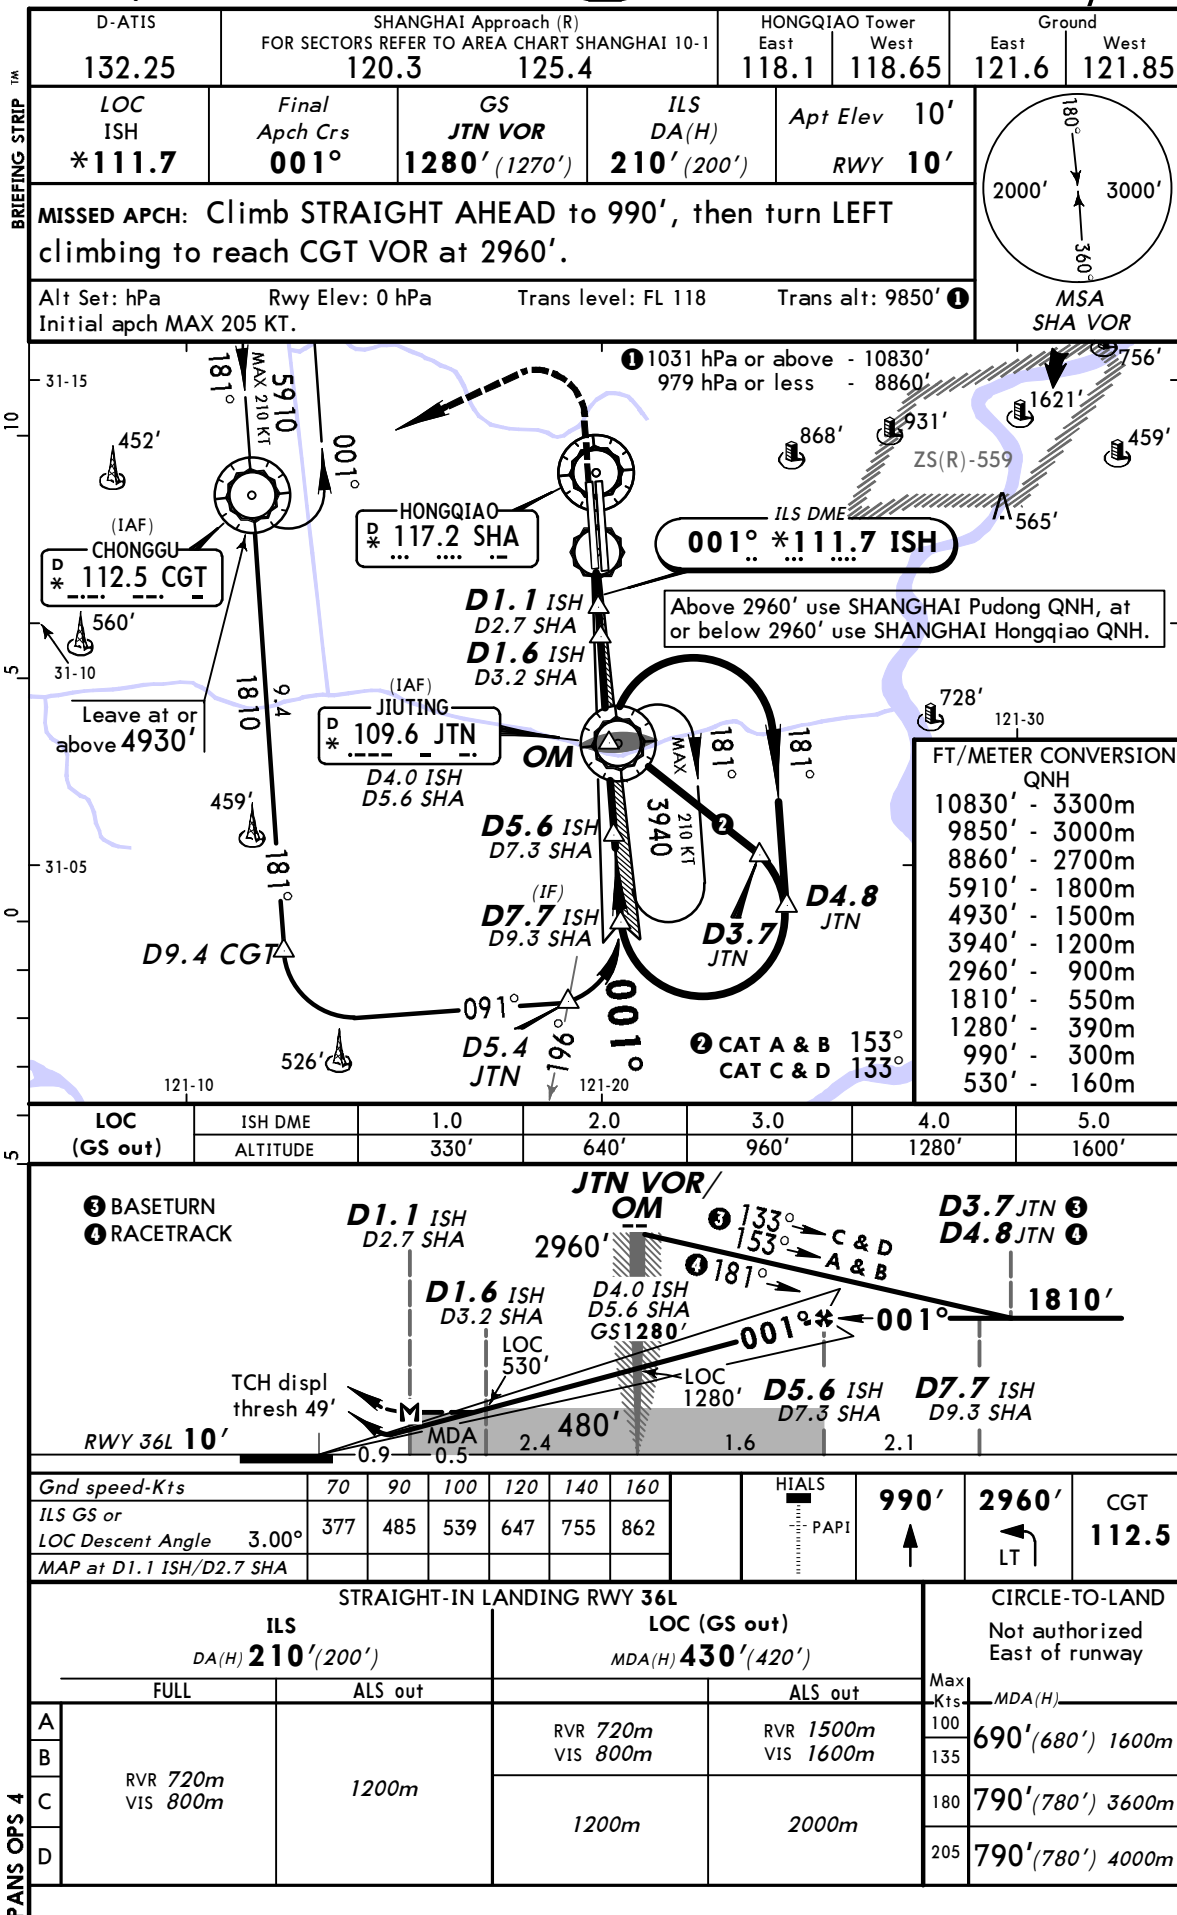 D-ATIS
132.25
SHANGHAI Approach (R)
FOR SECTORS REFER TO AREA CHART SHANGHAI 10-1
120.3 125.4
HONGQIAO Tower
East West
118.1 118.65
Ground
East West
121.6 121.85
BRIEFING STRIP TM
LOC
ISH
*111.7
Final
Apch Crs
001°
GS
JTN VOR
1280' (1270')
ILS
DA(H)
210' (200')
Apt Elev 10'
RWY 10'
MISSED APCH: Climb STRAIGHT AHEAD to 990', then turn LEFT
climbing to reach CGT VOR at 2960'.
Alt Set: hPa Rwy Elev: 0 hPa Trans level: FL 118 Trans alt: 9850' ❶
Initial apch MAX 205 KT.
180°
2000' 3000'
360°
MSA
SHA VOR
❶ 1031 hPa or above - 10830'
979 hPa or less - 8860'
31-15
181°
MAX 210 KT
5910
001°
452'
756'
1621'
931'
868'
459'
ZS(R)-559
565'
10
(IAF)
CHONGGU
D
* 112.5 CGT
HONGQIAO
D
* 117.2 SHA
ILS DME
001° *111.7 ISH
560'
31-10
D1.1 ISH
D2.7 SHA
D1.6 ISH
D3.2 SHA
Above 2960' use SHANGHAI Pudong QNH, at
or below 2960' use SHANGHAI Hongqiao QNH.
5
Leave at or
above 4930'
1810
9.4
181°
(IAF)
JIUTING
D
* 109.6 JTN
D4.0 ISH
D5.6 SHA
OM
MAX 210 KT
181°
3940
181°
728'
121-30
459'
D5.6 ISH
D7.3 SHA
❷
31-05
(IF)
D7.7 ISH
D9.3 SHA
D3.7
JTN
D4.8
JTN
0
D9.4 CGT
091°
D5.4
JTN
196°
001°
526'
121-10
121-20
❷ CAT A & B 153°
CAT C & D 133°
FT/METER CONVERSION
QNH
10830' - 3300m
9850' - 3000m
8860' - 2700m
5910' - 1800m
4930' - 1500m
3940' - 1200m
2960' - 900m
1810' - 550m
1280' - 390m
990' - 300m
530' - 160m
5
LOC
(GS out)
ISH DME 1.0 2.0 3.0 4.0 5.0
ALTITUDE 330' 640' 960' 1280' 1600'
❸ BASETURN
❹ RACETRACK
D1.1 ISH
D2.7 SHA
D1.6 ISH
D3.2 SHA
LOC
530'
JTN VOR/
OM
2960'
D4.0 ISH
D5.6 SHA
GS1280'
LOC
1280'
❸ 133° C & D
153° A & B
❹ 181°
D3.7 JTN ❸
D4.8 JTN ❹
1810'
001°
001°
D5.6 ISH
D7.3 SHA
D7.7 ISH
D9.3 SHA
TCH displ
thresh 49'
M
MDA
480'
RWY 36L 10'
0.9 0.5 2.4 1.6 2.1
Gnd speed-Kts 70 90 100 120 140 160
ILS GS or
LOC Descent Angle 3.00° 377 485 539 647 755 862
MAP at D1.1 ISH/D2.7 SHA
HIALS
PAPI
990'
2960'
LT
CGT
112.5
STRAIGHT-IN LANDING RWY 36L
ILS
DA(H) 210'(200')
LOC (GS out)
MDA(H) 430'(420')
CIRCLE-TO-LAND
Not authorized
East of runway
FULL ALS out
ALS out
Max
Kts MDA(H)
A
B
C
D
RVR 720m
VIS 800m
1200m
RVR 720m
VIS 800m
RVR 1500m
VIS 1600m
1200m
2000m
100
135
690'(680') 1600m
180 790'(780') 3600m
205 790'(780') 4000m
PANS OPS 4